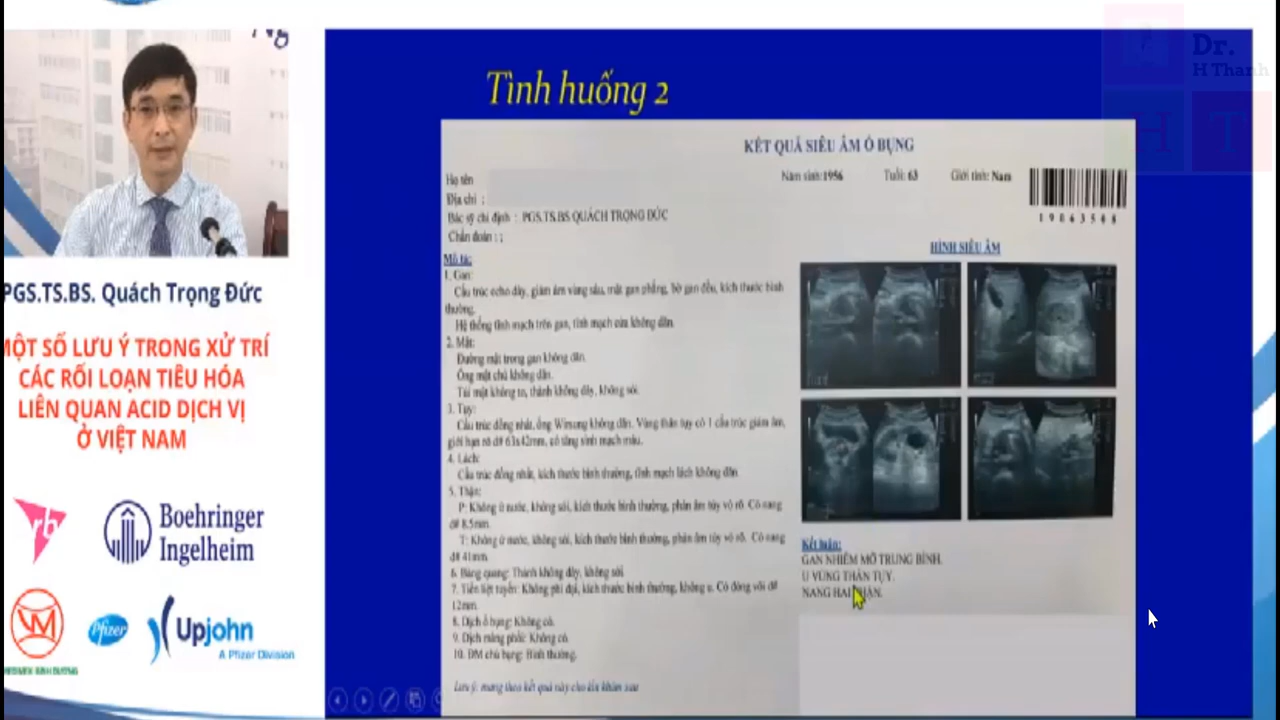 Dr.
H Thanh
H T
Tình huống 2
PGS.TS.BS. Quách Trọng Đức
MỘT SỐ LƯU Ý TRONG XỬ TRÍ
CÁC RỐI LOẠN TIÊU HÓA
LIÊN QUAN ACID DỊCH VỊ
Ở VIỆT NAM
rb
Boehringer
Ingelheim
Pfizer
Upjohn
A Pfizer Division
KẾT QUẢ SIÊU ÂM Ổ BỤNG
Họ tên
Năm sinh: 1956 Tuổi: 63 Giới tính: Nam
Địa chỉ :
Bác sỹ chỉ định : PGS.TS.BS QUÁCH TRỌNG ĐỨC
19063508
Chẩn đoán : ;
Mô tả:
1. Gan:
Cấu trúc echo dày, giảm âm vùng sâu, mặt gan phẳng, bờ gan đều, kích thước bình
thường.
Hệ thống tĩnh mạch trên gan, tĩnh mạch cửa không dãn.
2. Mật:
Đường mật trong gan không dãn.
Ống mật chủ không dãn.
Túi mật không to, thành không dày, không sỏi.
3. Tụy:
Cấu trúc đồng nhất, ống Wirsung không dãn. Vùng thân tụy có 1 cấu trúc giảm âm,
giới hạn rõ d# 63x42mm, có tăng sinh mạch máu.
4. Lách:
Cấu trúc đồng nhất, kích thước bình thường, tĩnh mạch lách không dãn.
5. Thận:
P: Không ứ nước, không sỏi, kích thước bình thường, phân âm tủy vỏ rõ. Có nang
d# 8.5mm.
T: Không ứ nước, không sỏi, kích thước bình thường, phân âm tủy vỏ rõ. Có nang
d# 41mm.
6. Bàng quang: Thành không dày, không sỏi.
7. Tiền liệt tuyến: Không phì đại, kích thước bình thường, không u. Có đóng vôi d#
12mm.
8. Dịch ổ bụng: Không có.
9. Dịch màng phổi: Không có.
10. ĐM chủ bụng: Bình thường.
Lưu ý: mang theo kết quả này cho lần khám sau
HÌNH SIÊU ÂM
Kết luận:
GAN NHIỄM MỠ TRUNG BÌNH.
U VÙNG THÂN TỤY.
NANG HAI THẬN.